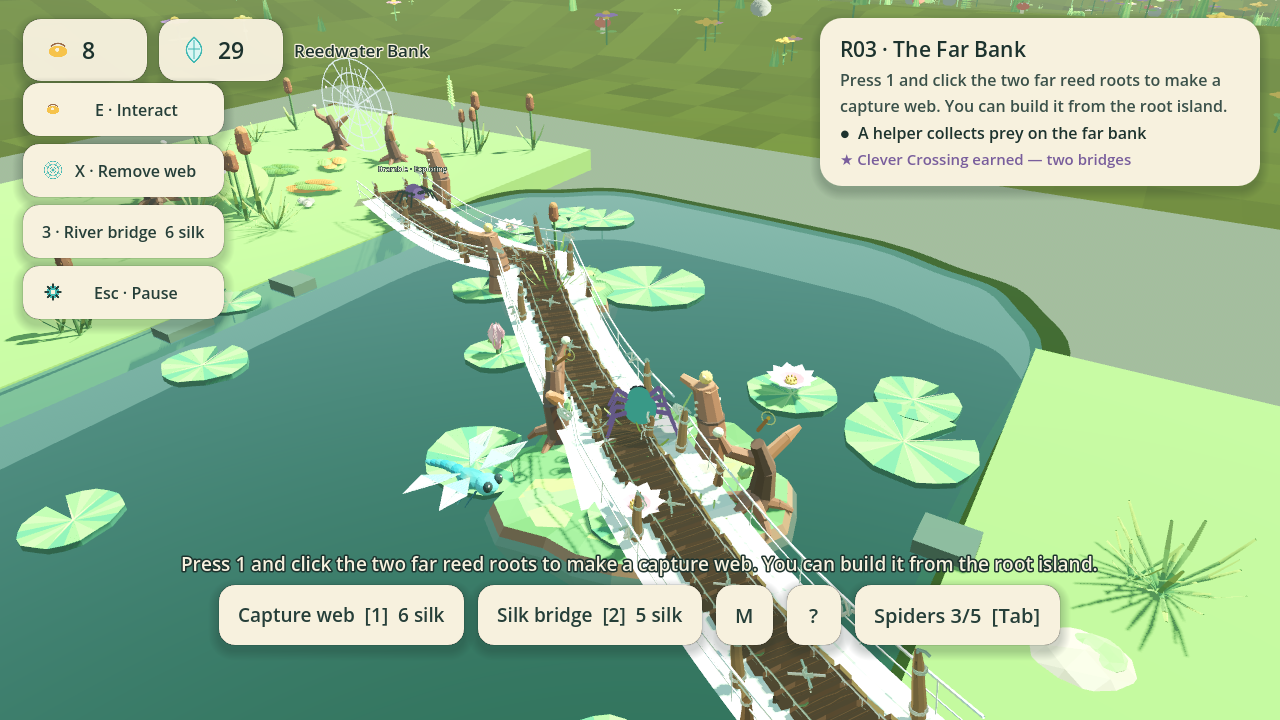 8
29
Reedwater Bank
E · Interact
X · Remove web
3 · River bridge 6 silk
Esc · Pause
R03 · The Far Bank
Press 1 and click the two far reed roots to make a
capture web. You can build it from the root island.
● A helper collects prey on the far bank
★ Clever Crossing earned — two bridges
Press 1 and click the two far reed roots to make a capture web. You can build it from the root island.
Capture web [1] 6 silk
Silk bridge [2] 5 silk
M
?
Spiders 3/5 [Tab]